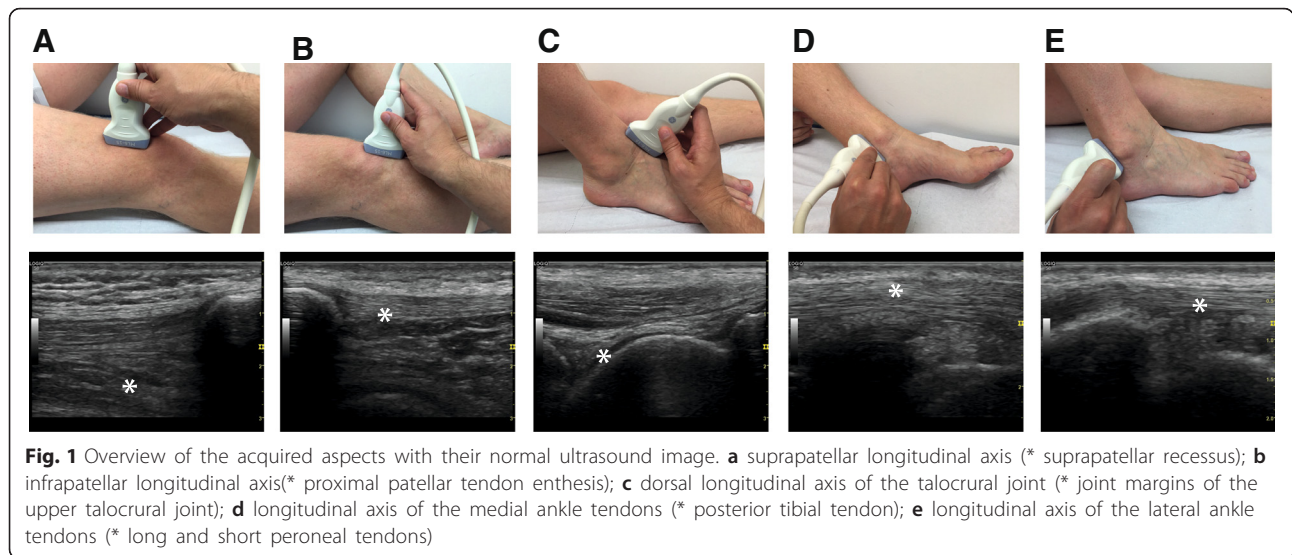 A B C D E
* * * * *
Fig. 1 Overview of the acquired aspects with their normal ultrasound image. a suprapatellar longitudinal axis (* suprapatellar recessus); b
infrapatellar longitudinal axis(* proximal patellar tendon enthesis); c dorsal longitudinal axis of the talocrural joint (* joint margins of the
upper talocrural joint); d longitudinal axis of the medial ankle tendons (* posterior tibial tendon); e longitudinal axis of the lateral ankle
tendons (* long and short peroneal tendons)